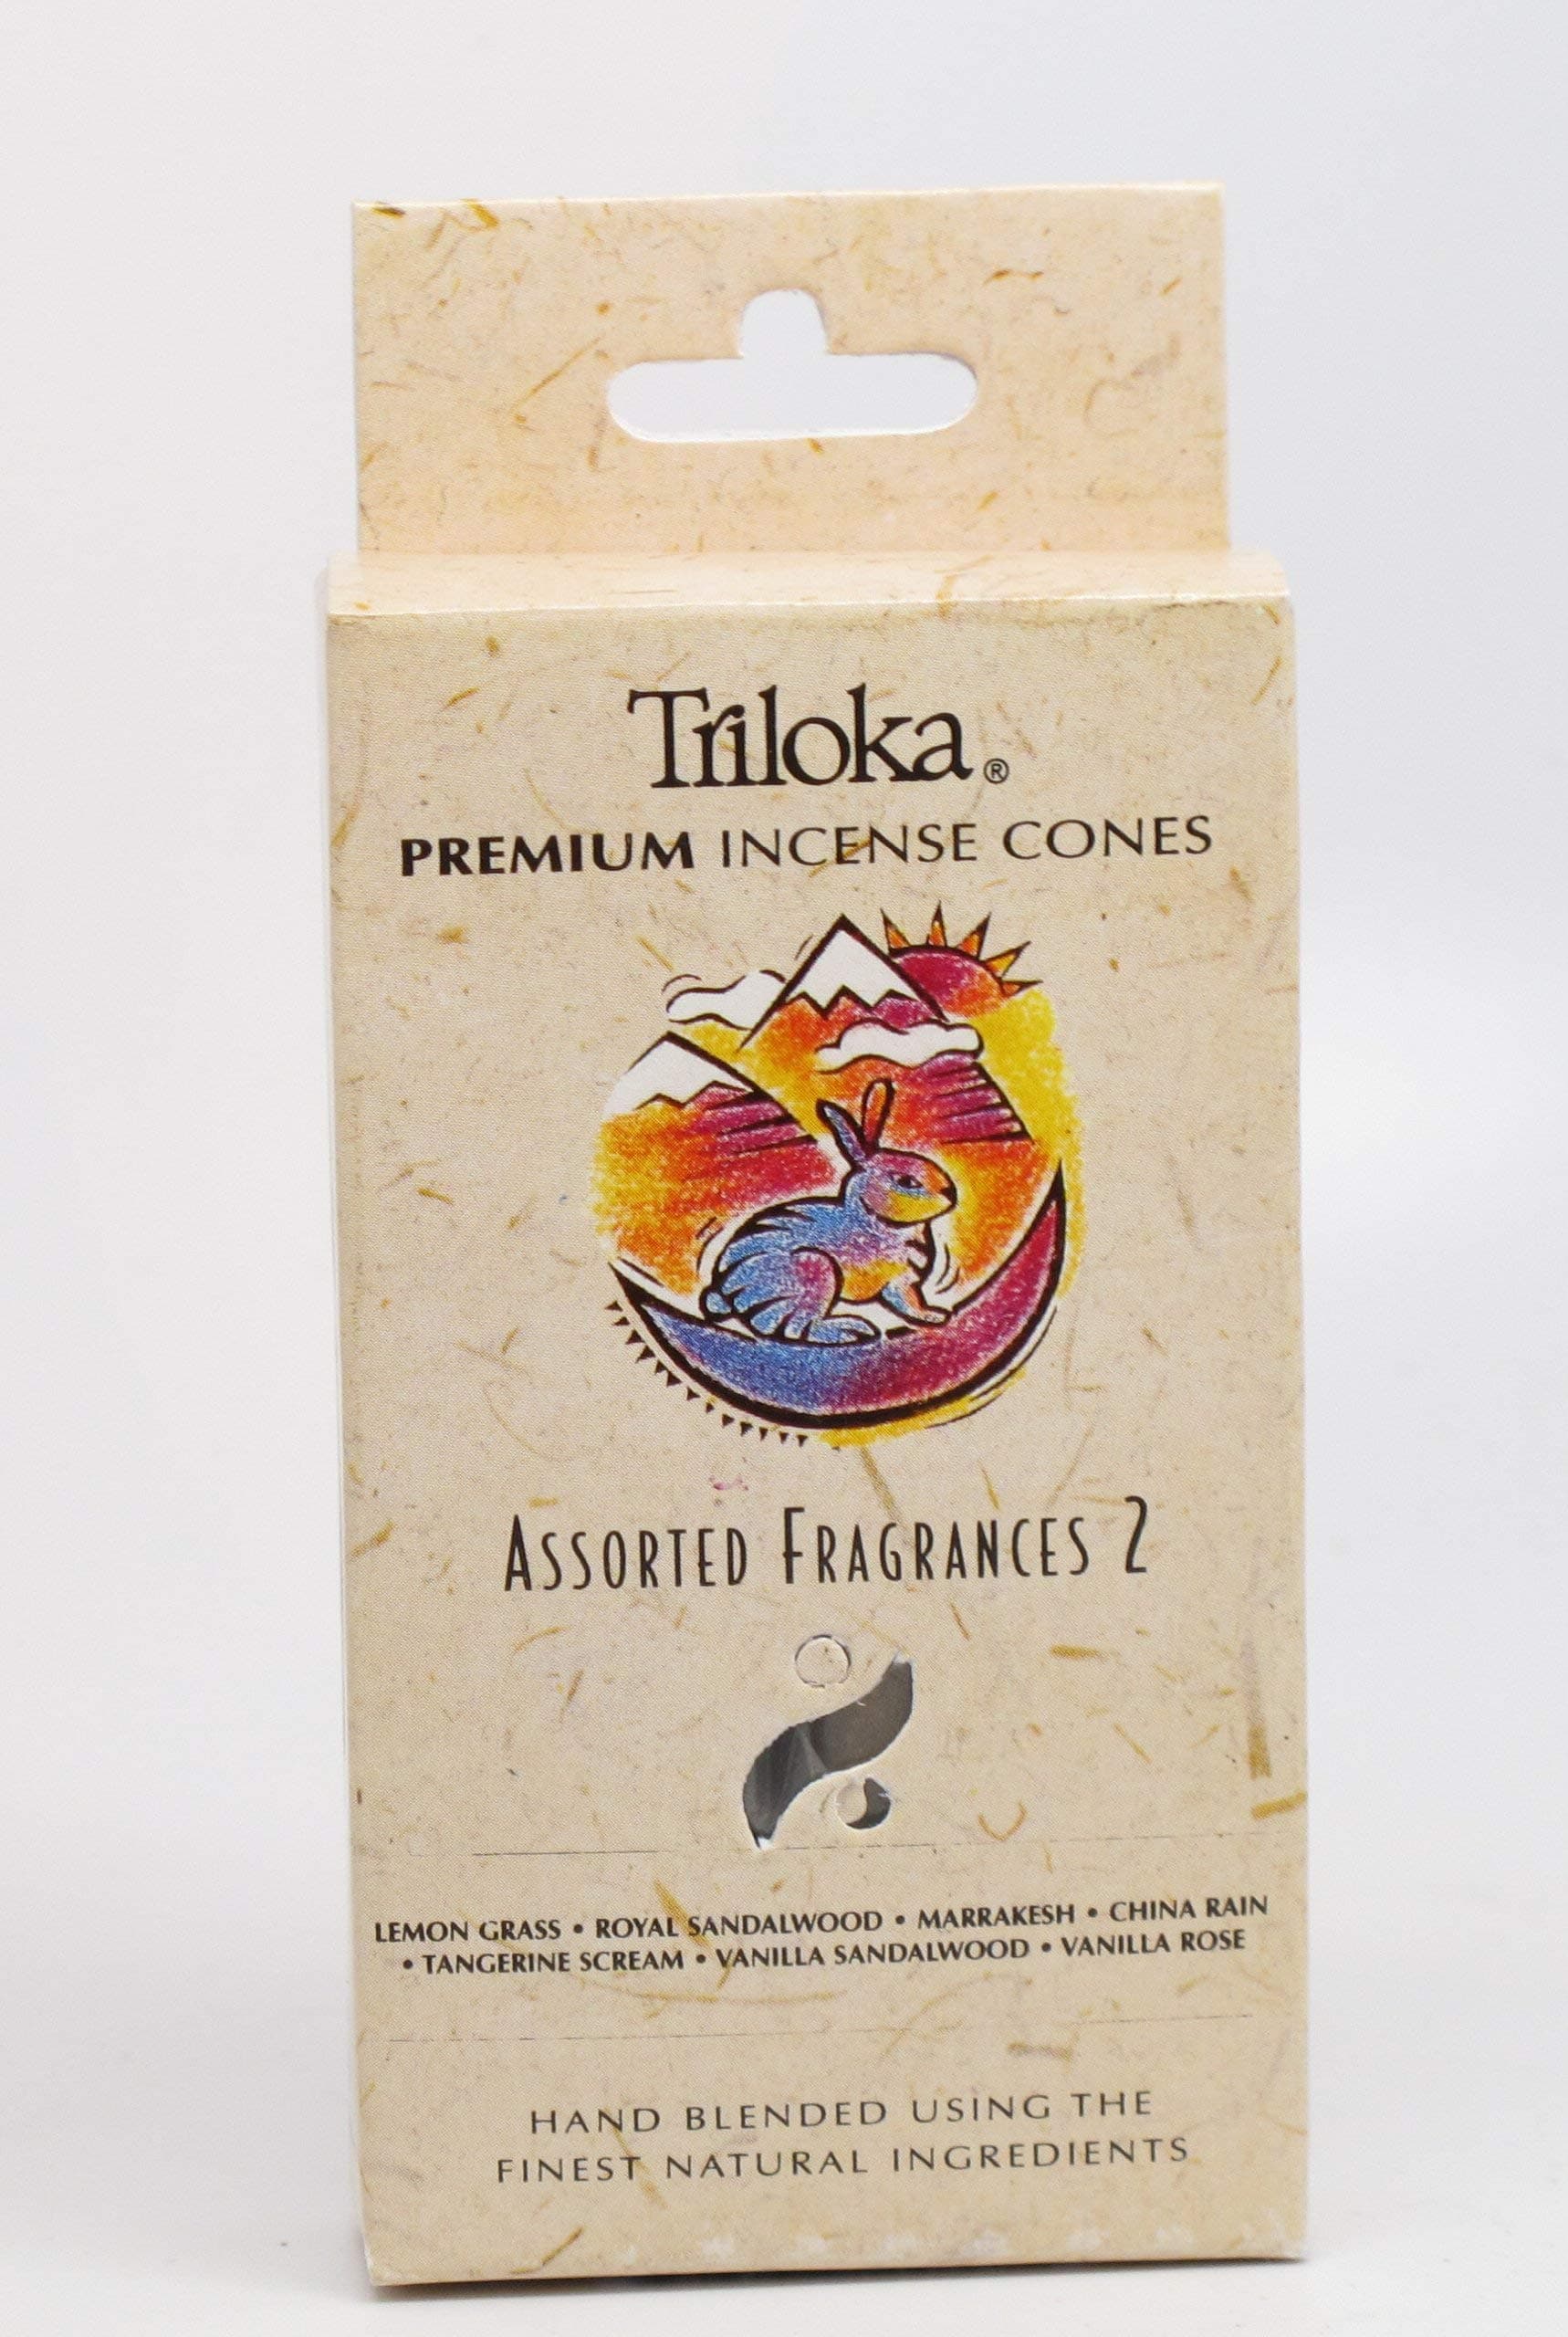 Triloka®
PREMIUM INCENSE CONES
ASSORTED FRAGRANCES 2
LEMON GRASS • ROYAL SANDALWOOD • MARRAKESH • CHINA RAIN
• TANGERINE SCREAM • VANILLA SANDALWOOD • VANILLA ROSE
HAND BLENDED USING THE
FINEST NATURAL INGREDIENTS